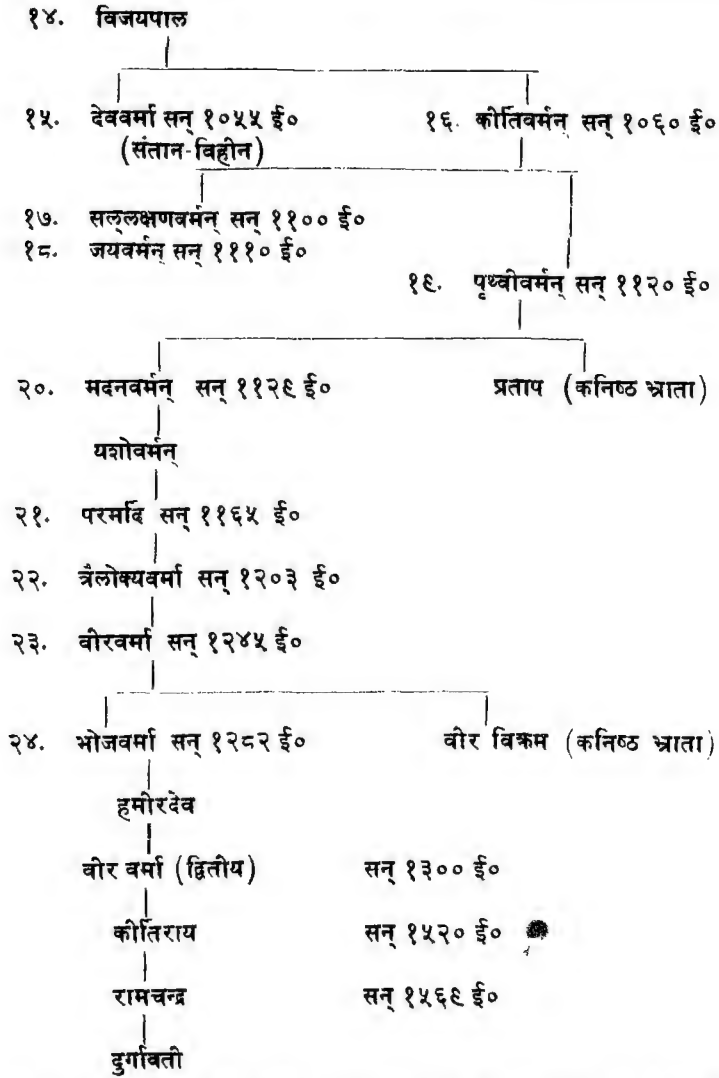 १४. विजयपाल
१५. देववर्मा सन् १०५५ ई० १६. कीर्तिवर्मन् सन् १०६० ई०
(संतान-विहीन)
१७. सल्लक्षणवर्मन् सन् ११०० ई०
१८. जयवर्मन् सन् १११० ई०
१९. पृथ्वीवर्मन् सन् ११२० ई०
२०. मदनवर्मन् सन् ११२९ ई० प्रताप (कनिष्ठ भ्राता)
यशोवर्मन्
२१. परमर्दि सन् ११६५ ई०
२२. त्रैलोक्यवर्मा सन् १२०३ ई०
२३. वीरवर्मा सन् १२४५ ई०
२४. भोजवर्मा सन् १२८२ ई० वीर विक्रम (कनिष्ठ भ्राता)
हमीरदेव
वीर वर्मा (द्वितीय) सन् १३०० ई०
कीर्तिराय सन् १५२० ई०
रामचन्द्र सन् १५६९ ई०
दुर्गावती